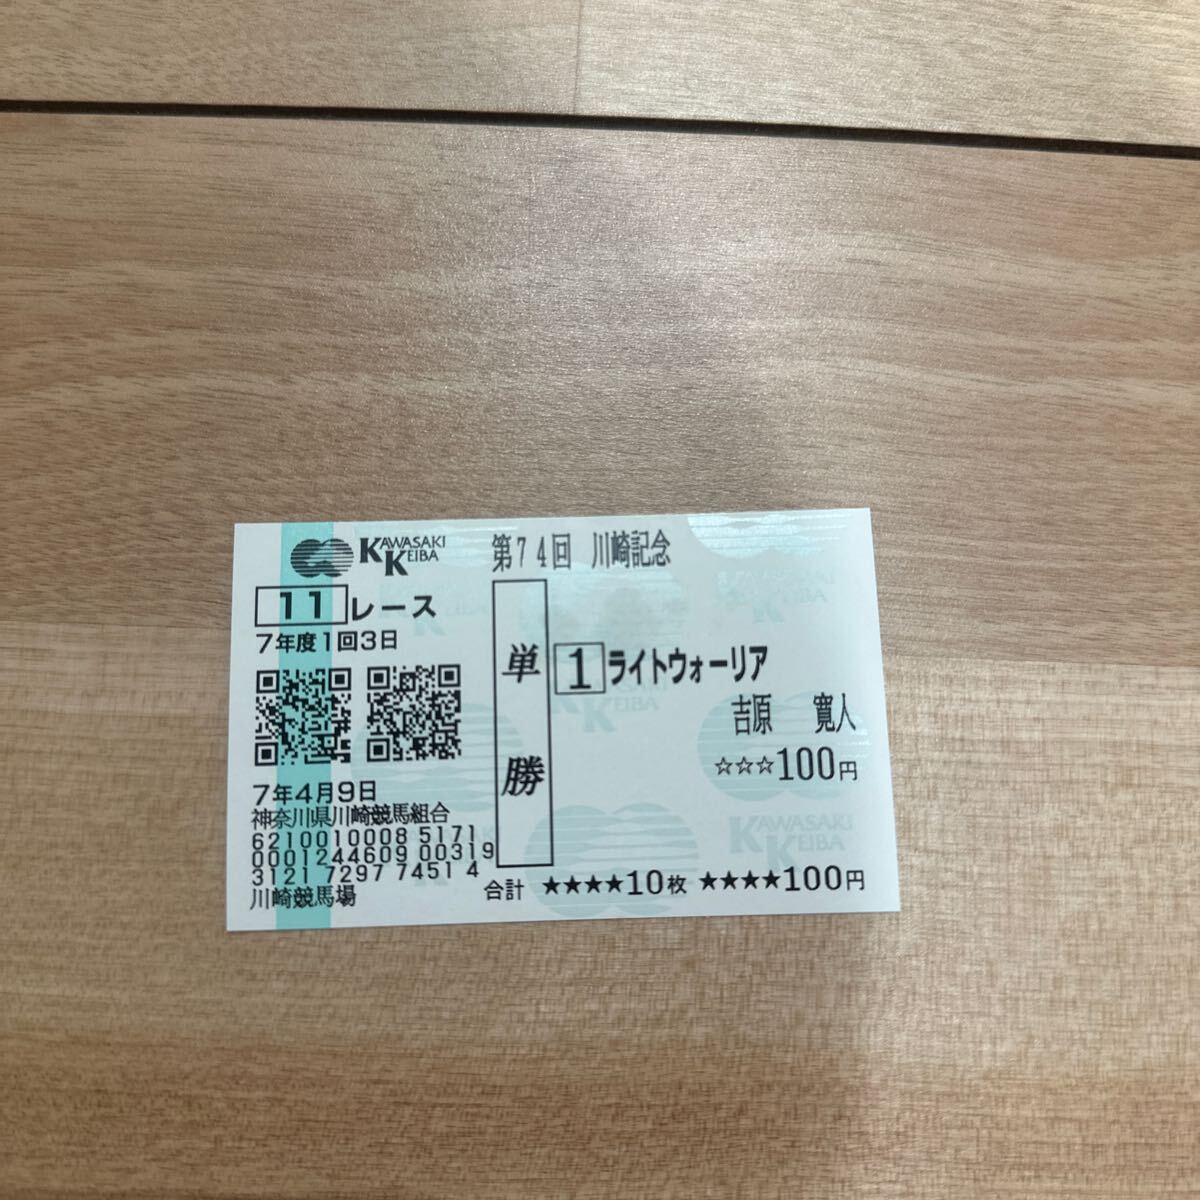 KAWASAKI KEIBA
第74回 川崎記念
11レース
7年度1回3日
単勝
1 ライトウォーリア
吉原 寛人
☆☆☆100円
7年4月9日
神奈川県川崎競馬組合
6210010008 5171
0001244609 00319
3121 7297 7451 4
川崎競馬場
合計 ★★★★10枚 ★★★★100円